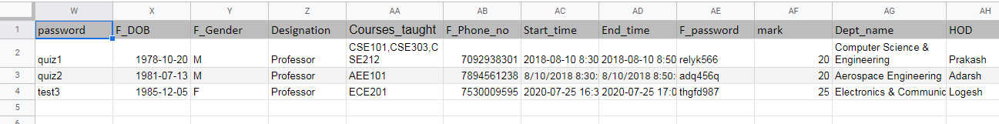 W X Y Z AA AB AC AD AE AF AG AH
1 password F_DOB F_Gender Designation Courses_taught F_Phone_no Start_time End_time F_password mark Dept_name HOD
CSE101,CSE303,C Computer Science &
2 quiz1 1978-10-20 M Professor SE212 7092938301 2018-08-10 8:30 2018-08-10 8:50 relyk566 20 Engineering Prakash
3 quiz2 1981-07-13 M Professor AEE101 7894561238 8/10/2018 8:30: 8/10/2018 8:50: adq456q 20 Aerospace Engineering Adarsh
4 test3 1985-12-05 F Professor ECE201 7530009595 2020-07-25 16:3 2020-07-25 17:0 thgfd987 25 Electronics & Communic Logesh
5